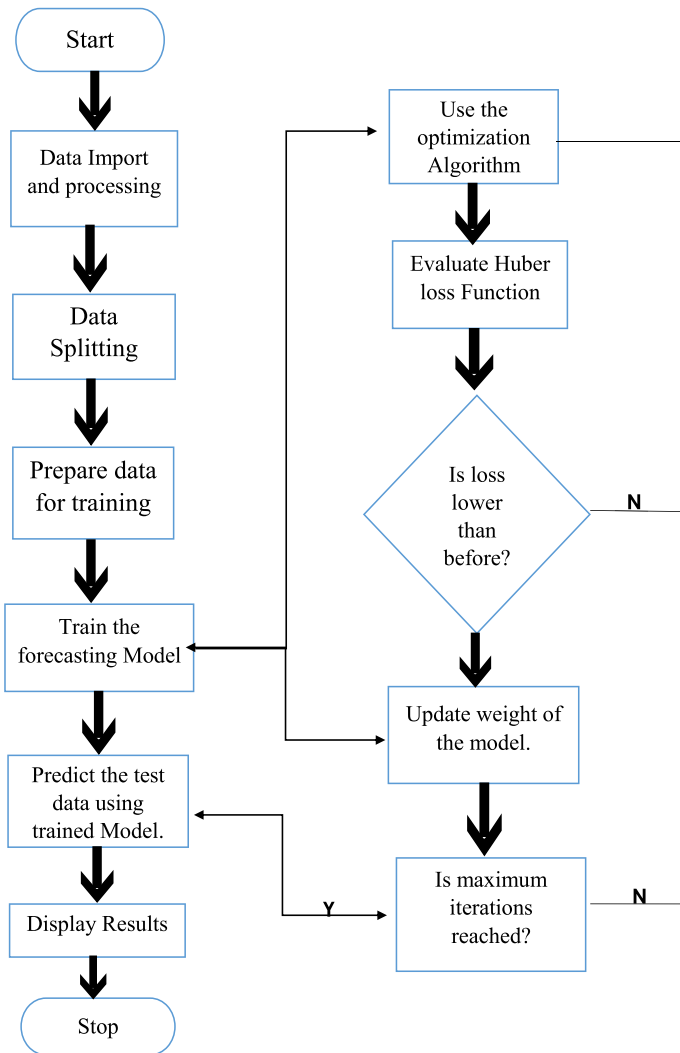 Start
Data Import
and processing
Data
Splitting
Prepare data
for training
Train the
forecasting Model
Predict the test
data using
trained Model.
Display Results
Stop
Use the
optimization
Algorithm
Evaluate Huber
loss Function
Is loss
lower
than
before?
N
Update weight of
the model.
Is maximum
iterations
reached?
N
Y